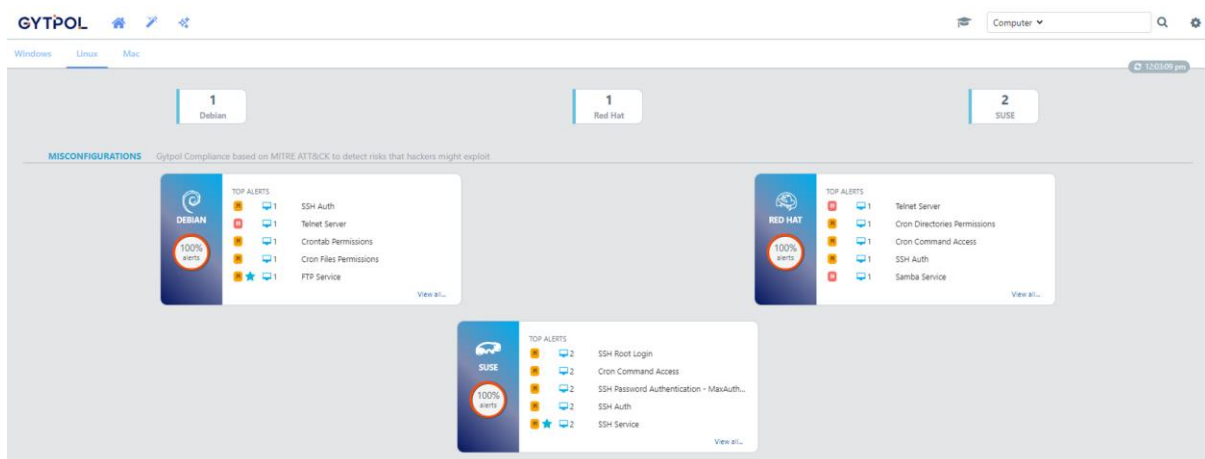 GYTPOL
Computer
Windows Linux Mac
12:03:09 pm
1
Debian
1
Red Hat
2
SUSE
MISCONFIGURATIONS Gytpol Compliance based on MITRE ATT&CK to detect risks that hackers might exploit
DEBIAN
100%
alerts
TOP ALERTS
M 1 SSH Auth
H 1 Telnet Server
M 1 Crontab Permissions
M 1 Cron Files Permissions
M 1 FTP Service
View all...
RED HAT
100%
alerts
TOP ALERTS
H 1 Telnet Server
M 1 Cron Directories Permissions
M 1 Cron Command Access
M 1 SSH Auth
H 1 Samba Service
View all...
SUSE
100%
alerts
TOP ALERTS
M 2 SSH Root Login
M 2 Cron Command Access
M 2 SSH Password Authentication - MaxAuth...
M 2 SSH Auth
M 2 SSH Service
View all...